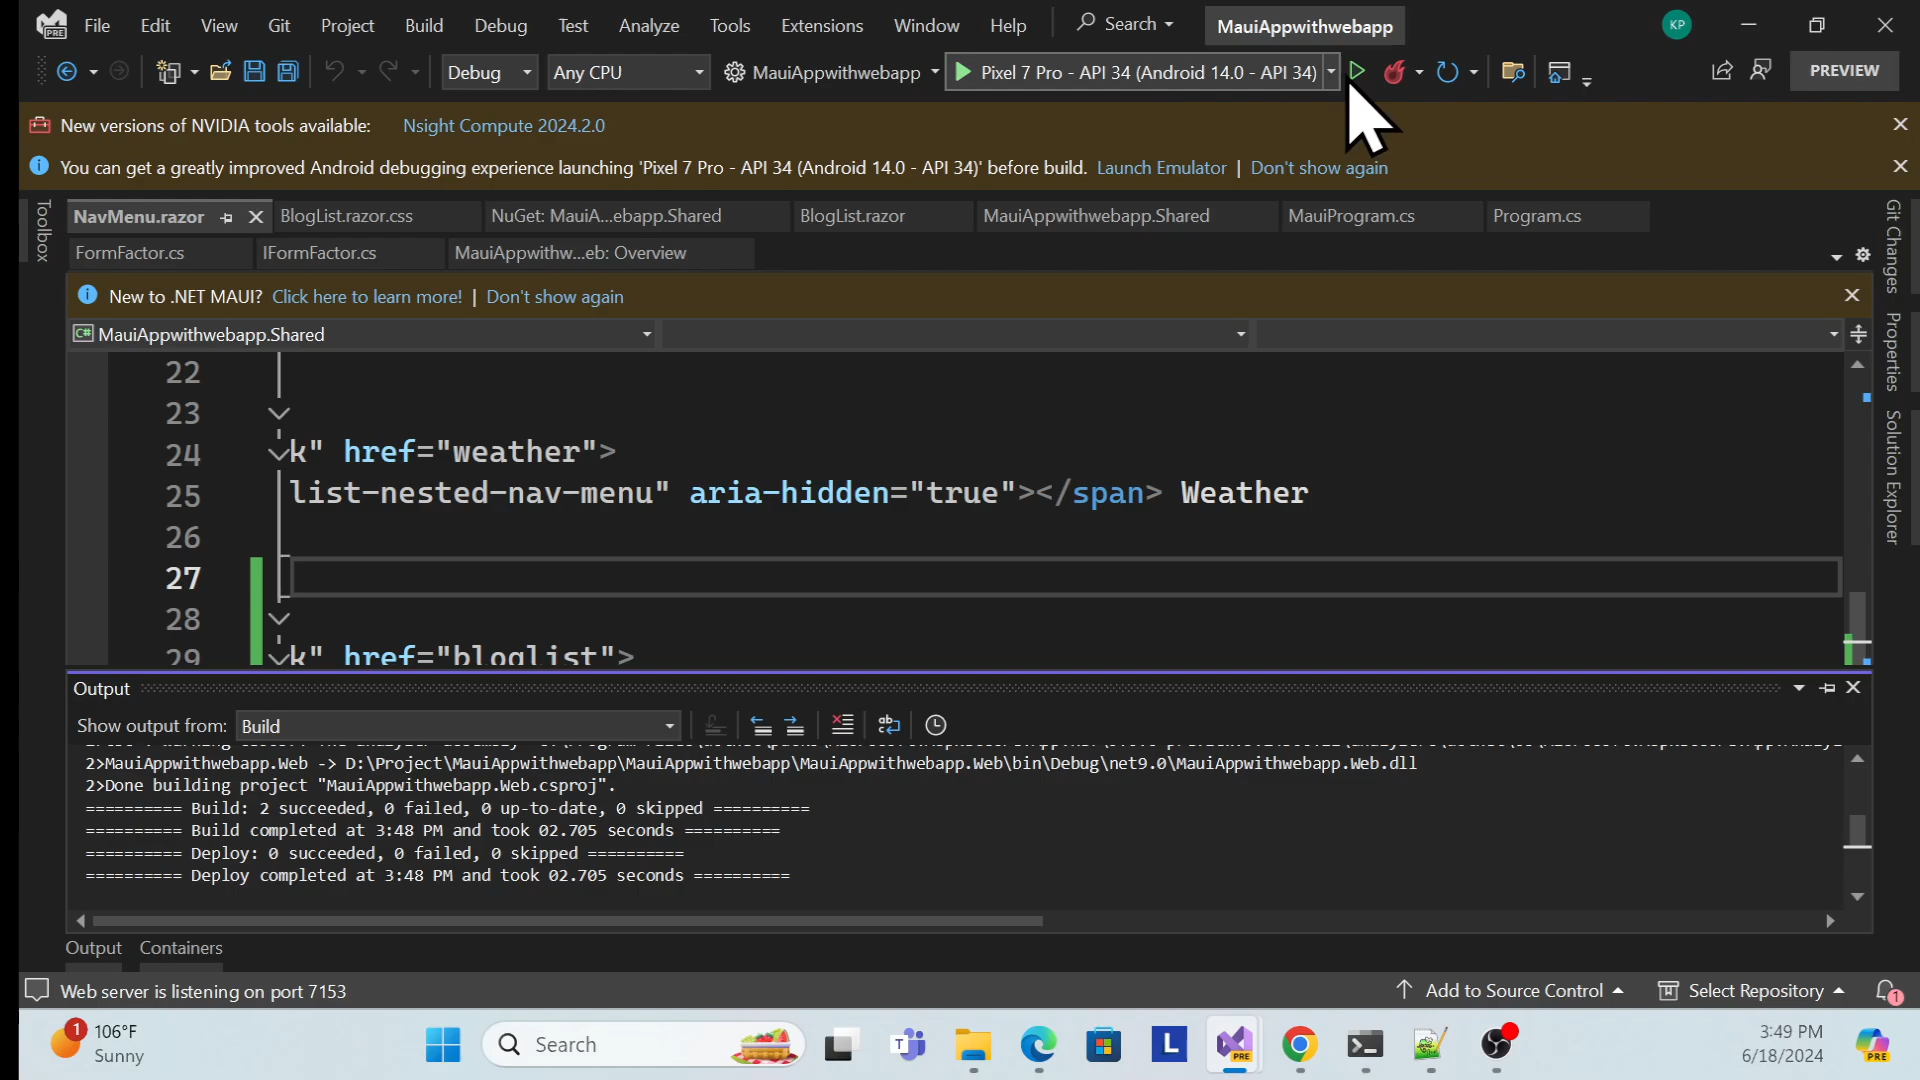 PRE File Edit View Git Project Build Debug Test Analyze Tools Extensions Window Help Search MauiAppwithwebapp KP
Debug Any CPU MauiAppwithwebapp Pixel 7 Pro - API 34 (Android 14.0 - API 34) PREVIEW
New versions of NVIDIA tools available: Nsight Compute 2024.2.0
You can get a greatly improved Android debugging experience launching 'Pixel 7 Pro - API 34 (Android 14.0 - API 34)' before build. Launch Emulator | Don't show again
Toolbox
NavMenu.razor BlogList.razor.css NuGet: MauiA...ebapp.Shared BlogList.razor MauiAppwithwebapp.Shared MauiProgram.cs Program.cs
FormFactor.cs IFormFactor.cs MauiAppwithw...eb: Overview
Git Changes
Properties
Solution Explorer
New to .NET MAUI? Click here to learn more! | Don't show again
C# MauiAppwithwebapp.Shared
22
23
24 k" href="weather">
25 list-nested-nav-menu" aria-hidden="true"></span> Weather
26
27
28
29 k" href="bloglist">
Output
Show output from: Build
2>MauiAppwithwebapp.Web -> D:\Project\MauiAppwithwebapp\MauiAppwithwebapp\MauiAppwithwebapp.Web\bin\Debug\net9.0\MauiAppwithwebapp.Web.dll
2>Done building project "MauiAppwithwebapp.Web.csproj".
========== Build: 2 succeeded, 0 failed, 0 up-to-date, 0 skipped ==========
========== Build completed at 3:48 PM and took 02.705 seconds ==========
========== Deploy: 0 succeeded, 0 failed, 0 skipped ==========
========== Deploy completed at 3:48 PM and took 02.705 seconds ==========
Output Containers
Web server is listening on port 7153 Add to Source Control Select Repository 1
1 106°F
Sunny
Search T L PRE
3:49 PM
6/18/2024
PRE